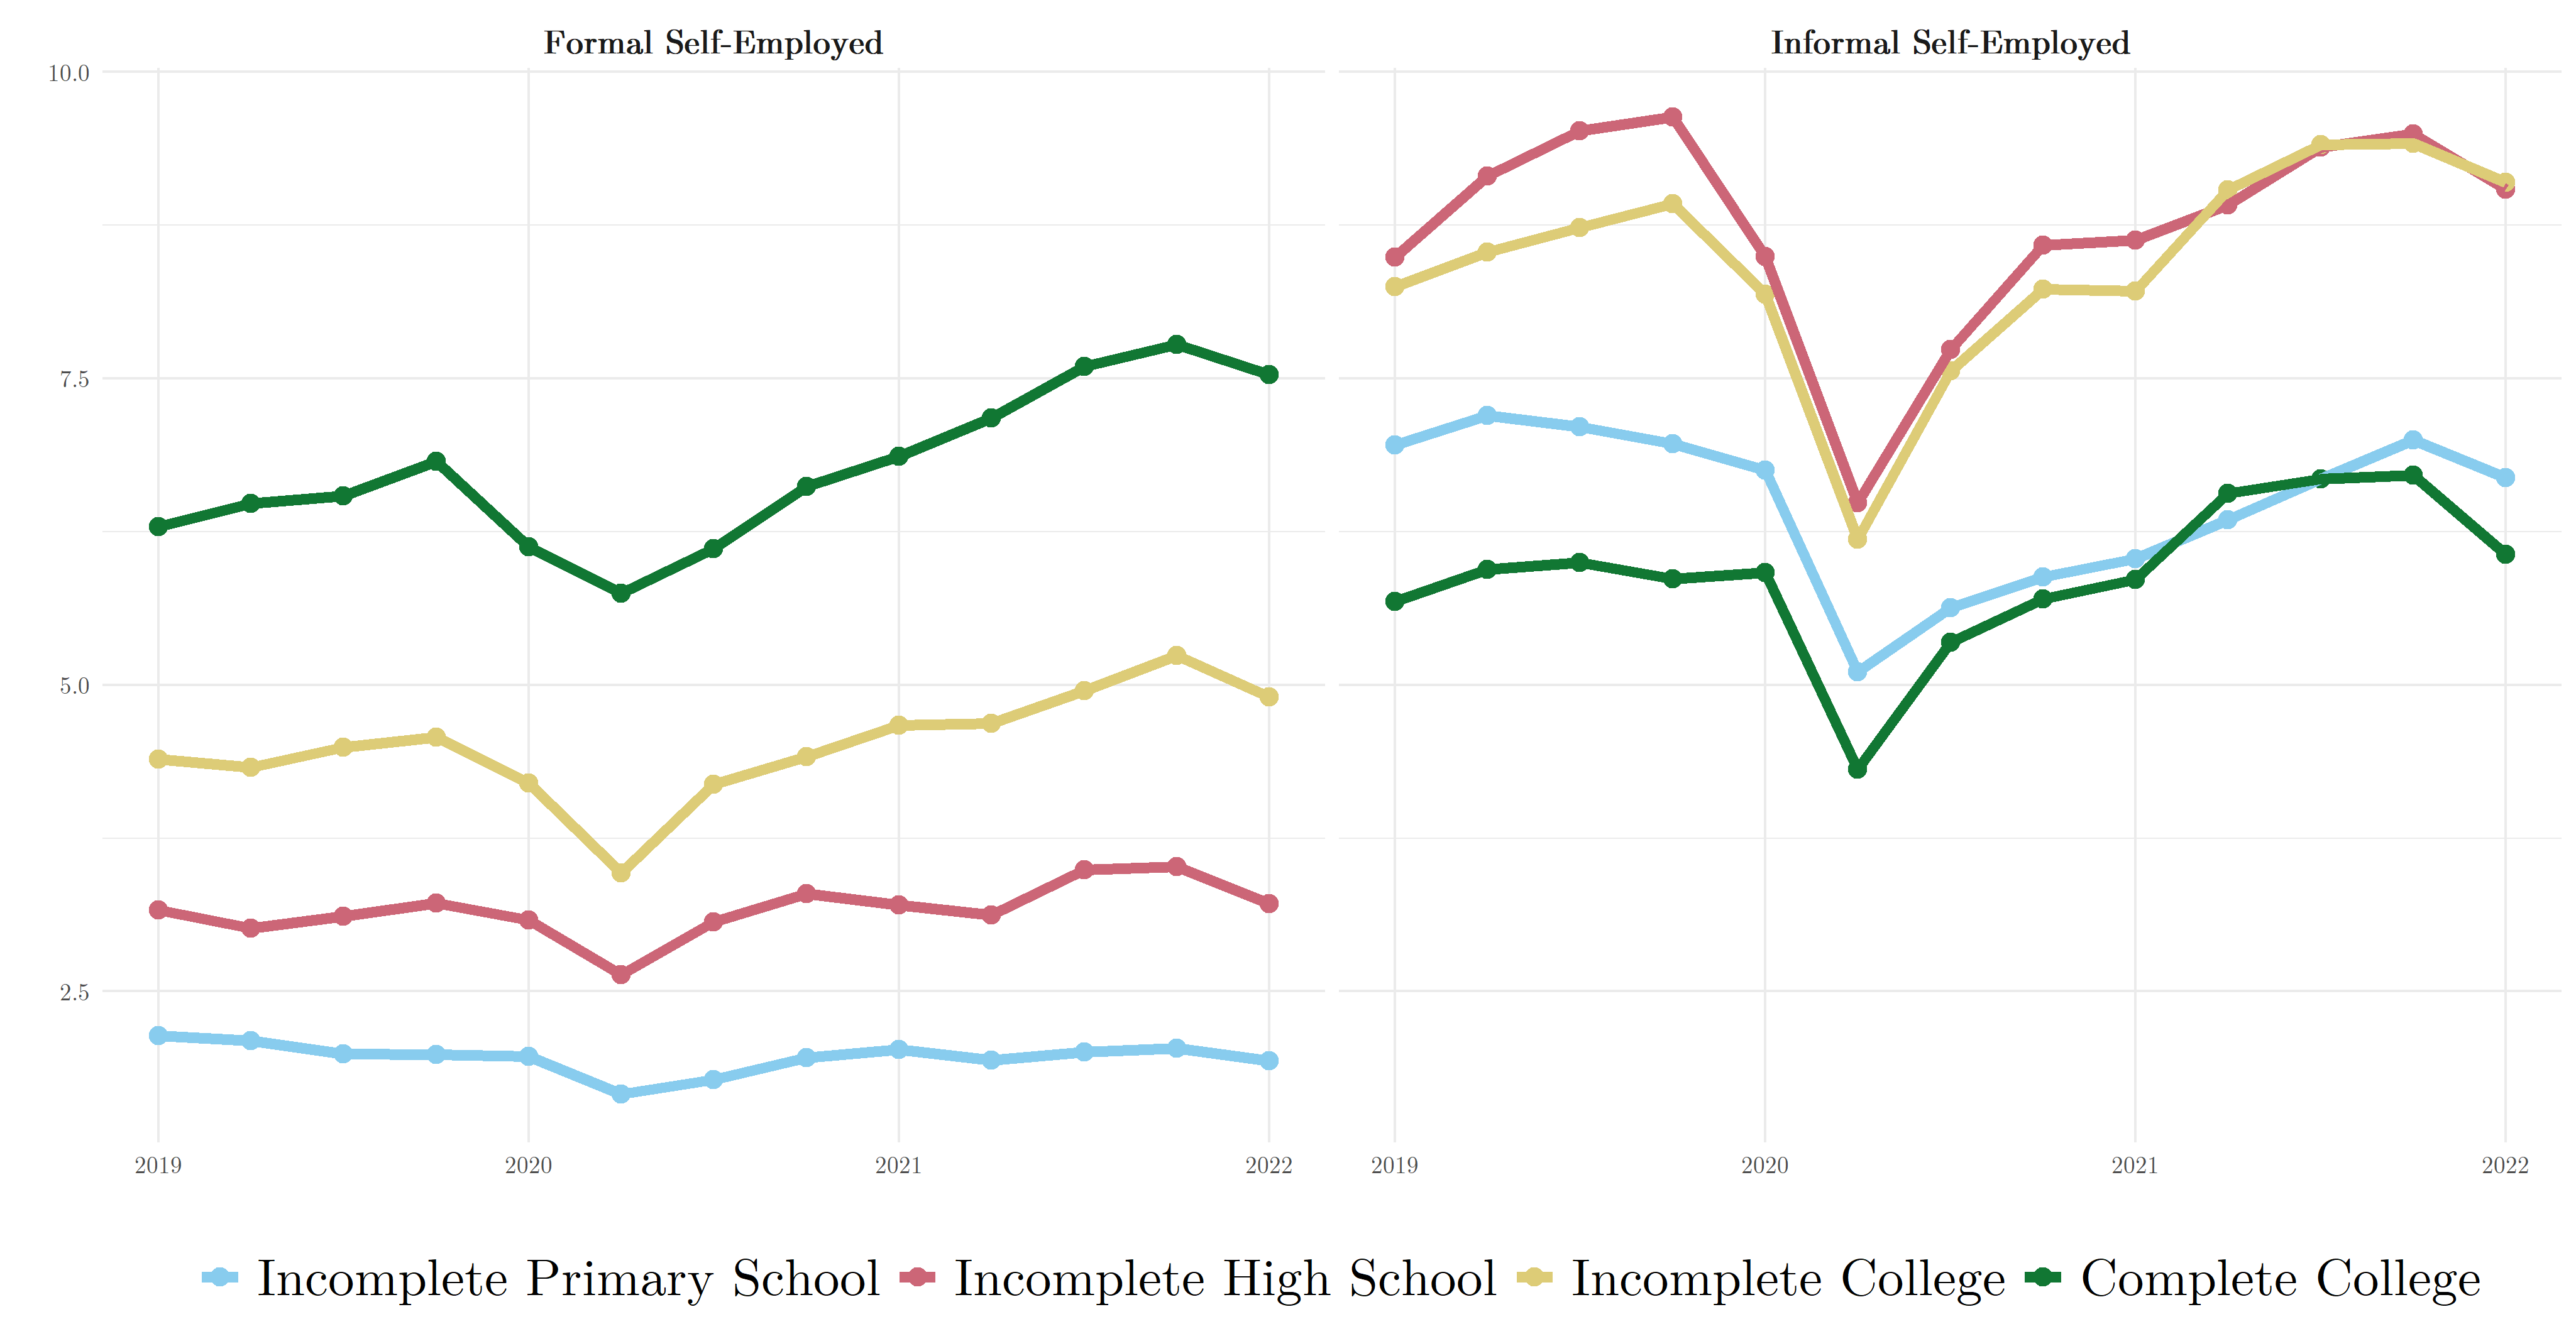 Formal Self-Employed Informal Self-Employed
10.0
7.5
5.0
2.5
2019 2020 2021 2022 2019 2020 2021 2022
Incomplete Primary School Incomplete High School Incomplete College Complete College